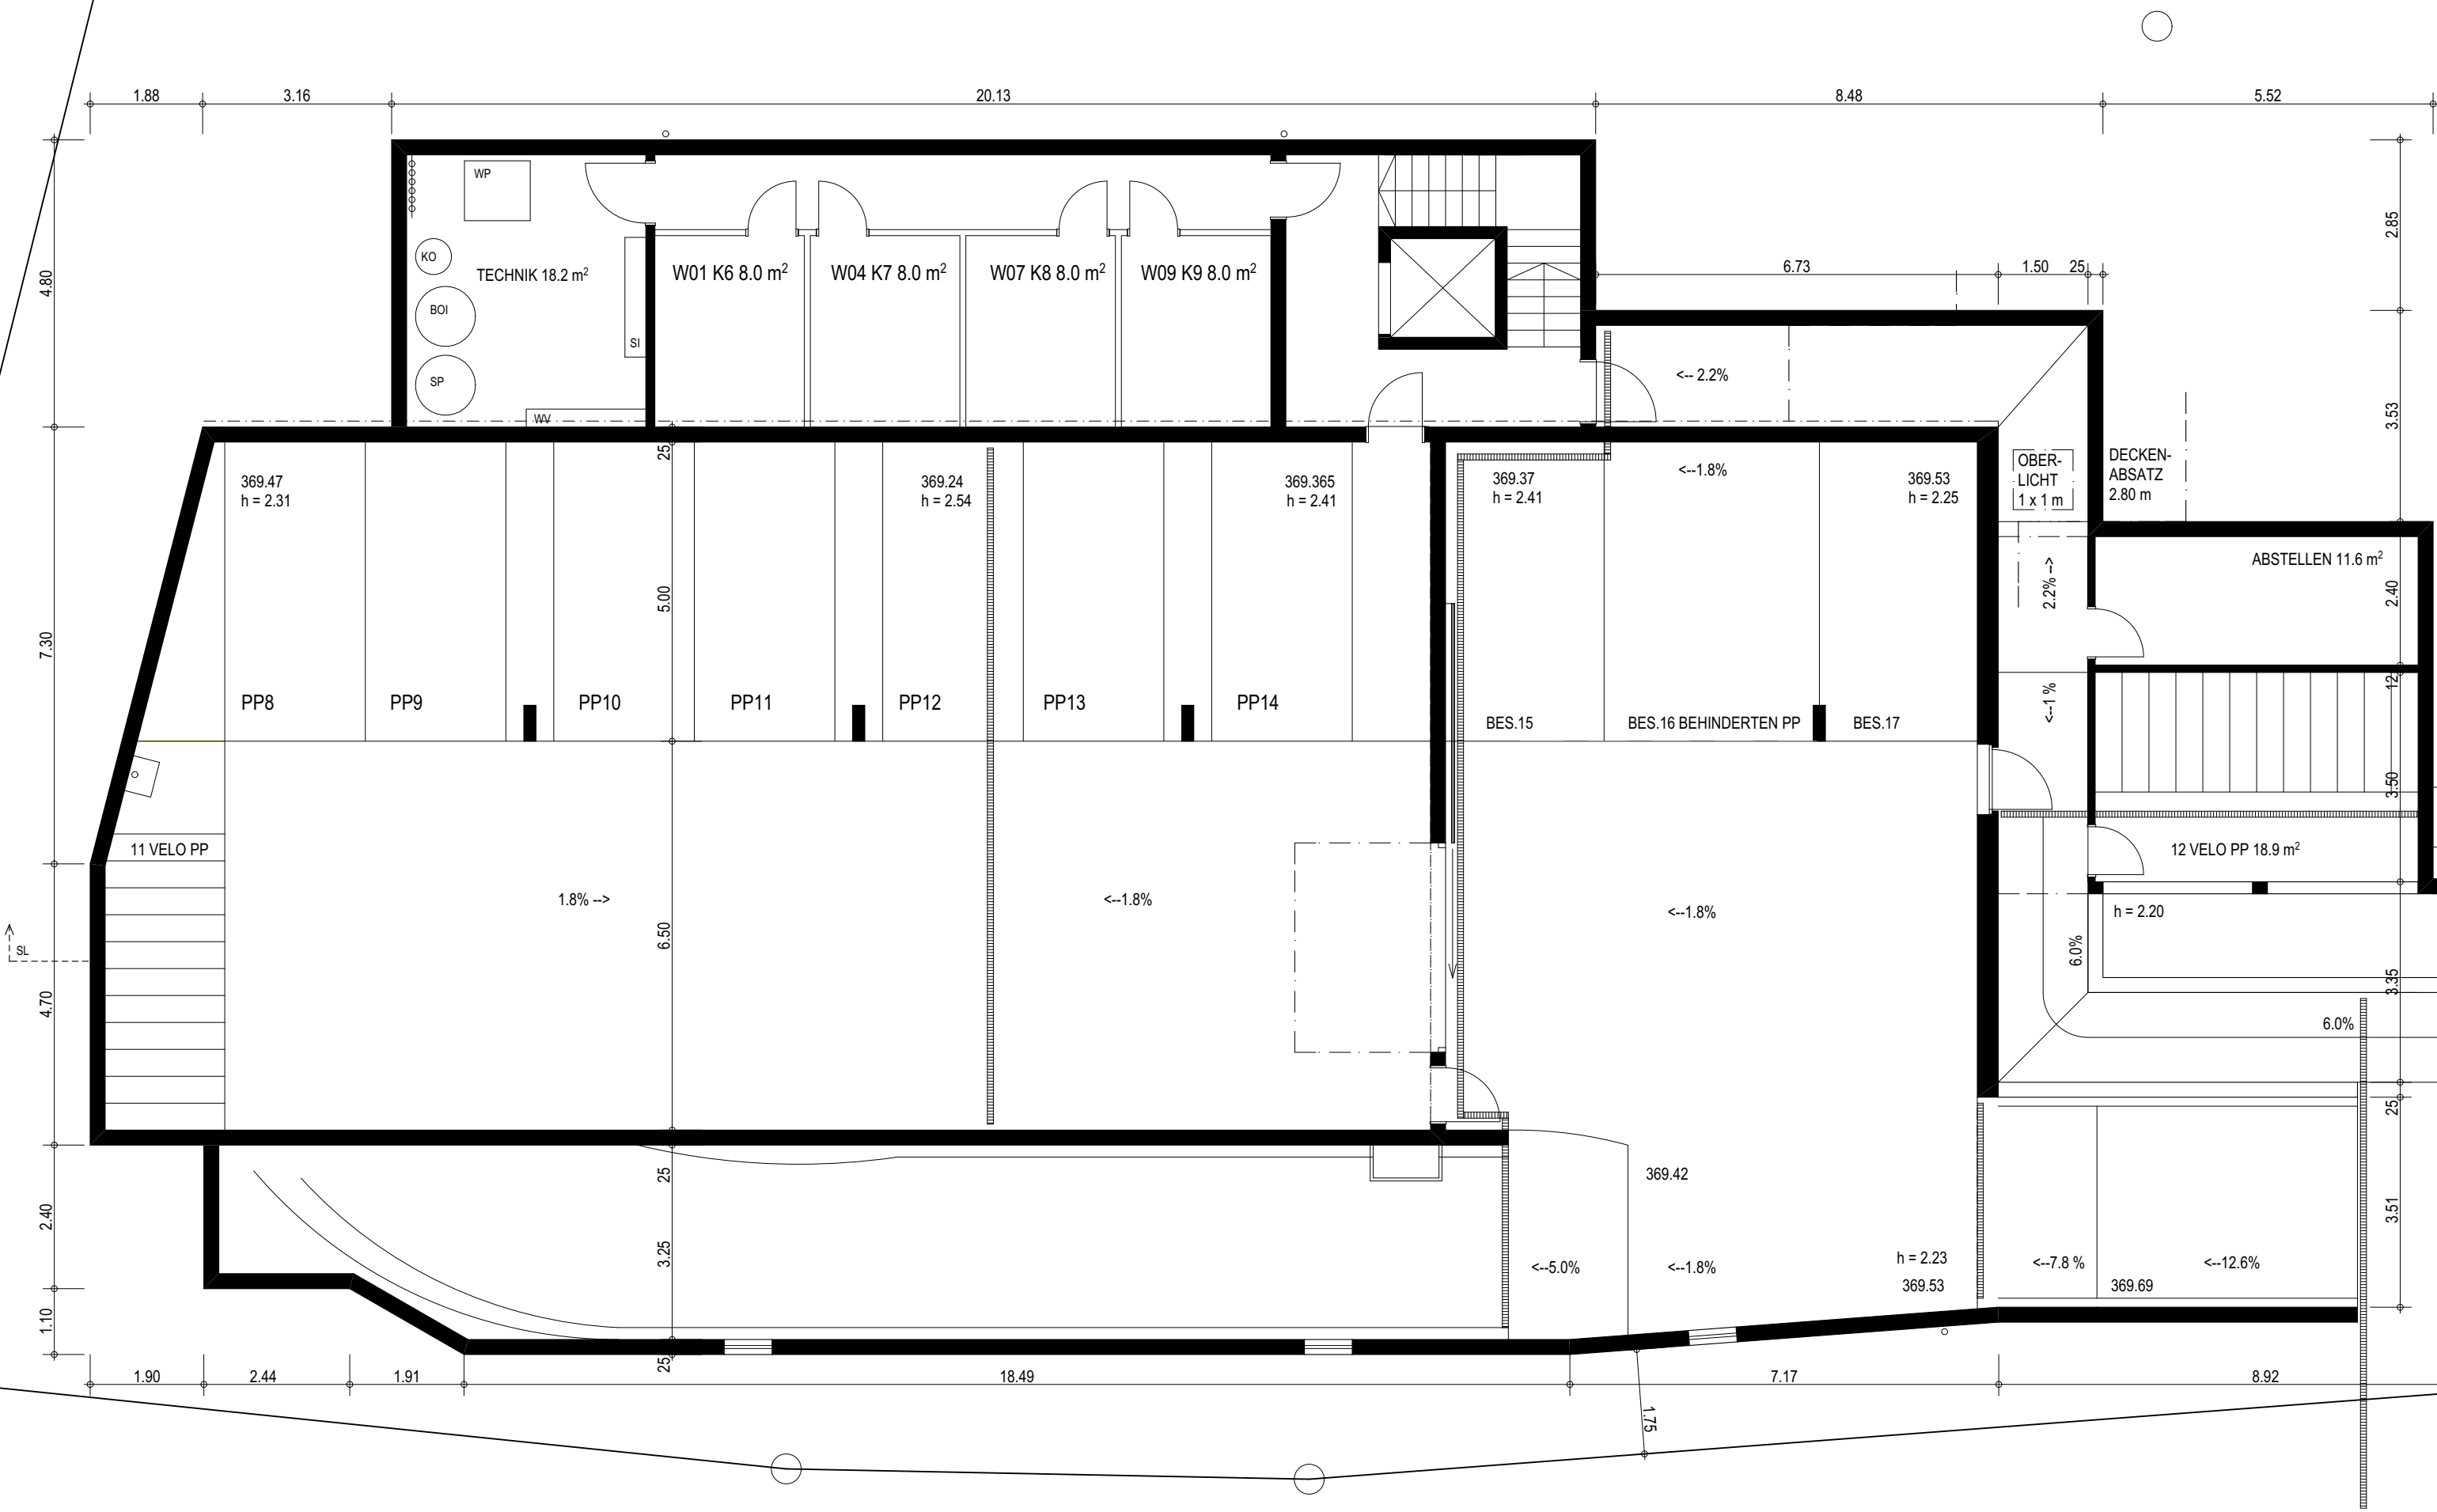 1.88
3.16
20.13
8.48
5.52
WP
2.85
KO
TECHNIK 18.2 m²
W01 K6 8.0 m²
W04 K7 8.0 m²
W07 K8 8.0 m²
W09 K9 8.0 m²
6.73
1.50
25
4.80
BOI
SI
SP
<-- 2.2%
WV
3.53
25
369.47
h = 2.31
369.24
h = 2.54
369.365
h = 2.41
369.37
h = 2.41
<--1.8%
369.53
h = 2.25
OBER-
LICHT
1 x 1 m
DECKEN-
ABSATZ
2.80 m
ABSTELLEN 11.6 m²
5.00
2.2% -->
2.40
7.30
12
PP8
PP9
PP10
PP11
PP12
PP13
PP14
<--1 %
BES.15
BES.16 BEHINDERTEN PP
BES.17
3.50
11 VELO PP
12 VELO PP 18.9 m²
1.8% -->
<--1.8%
<--1.8%
h = 2.20
SL
6.50
6.0%
4.70
3.35
6.0%
25
25
369.42
2.40
3.51
3.25
<--5.0%
<--1.8%
h = 2.23
369.53
<--7.8 %
369.69
<--12.6%
1.10
25
1.90
2.44
1.91
18.49
7.17
8.92
1.75